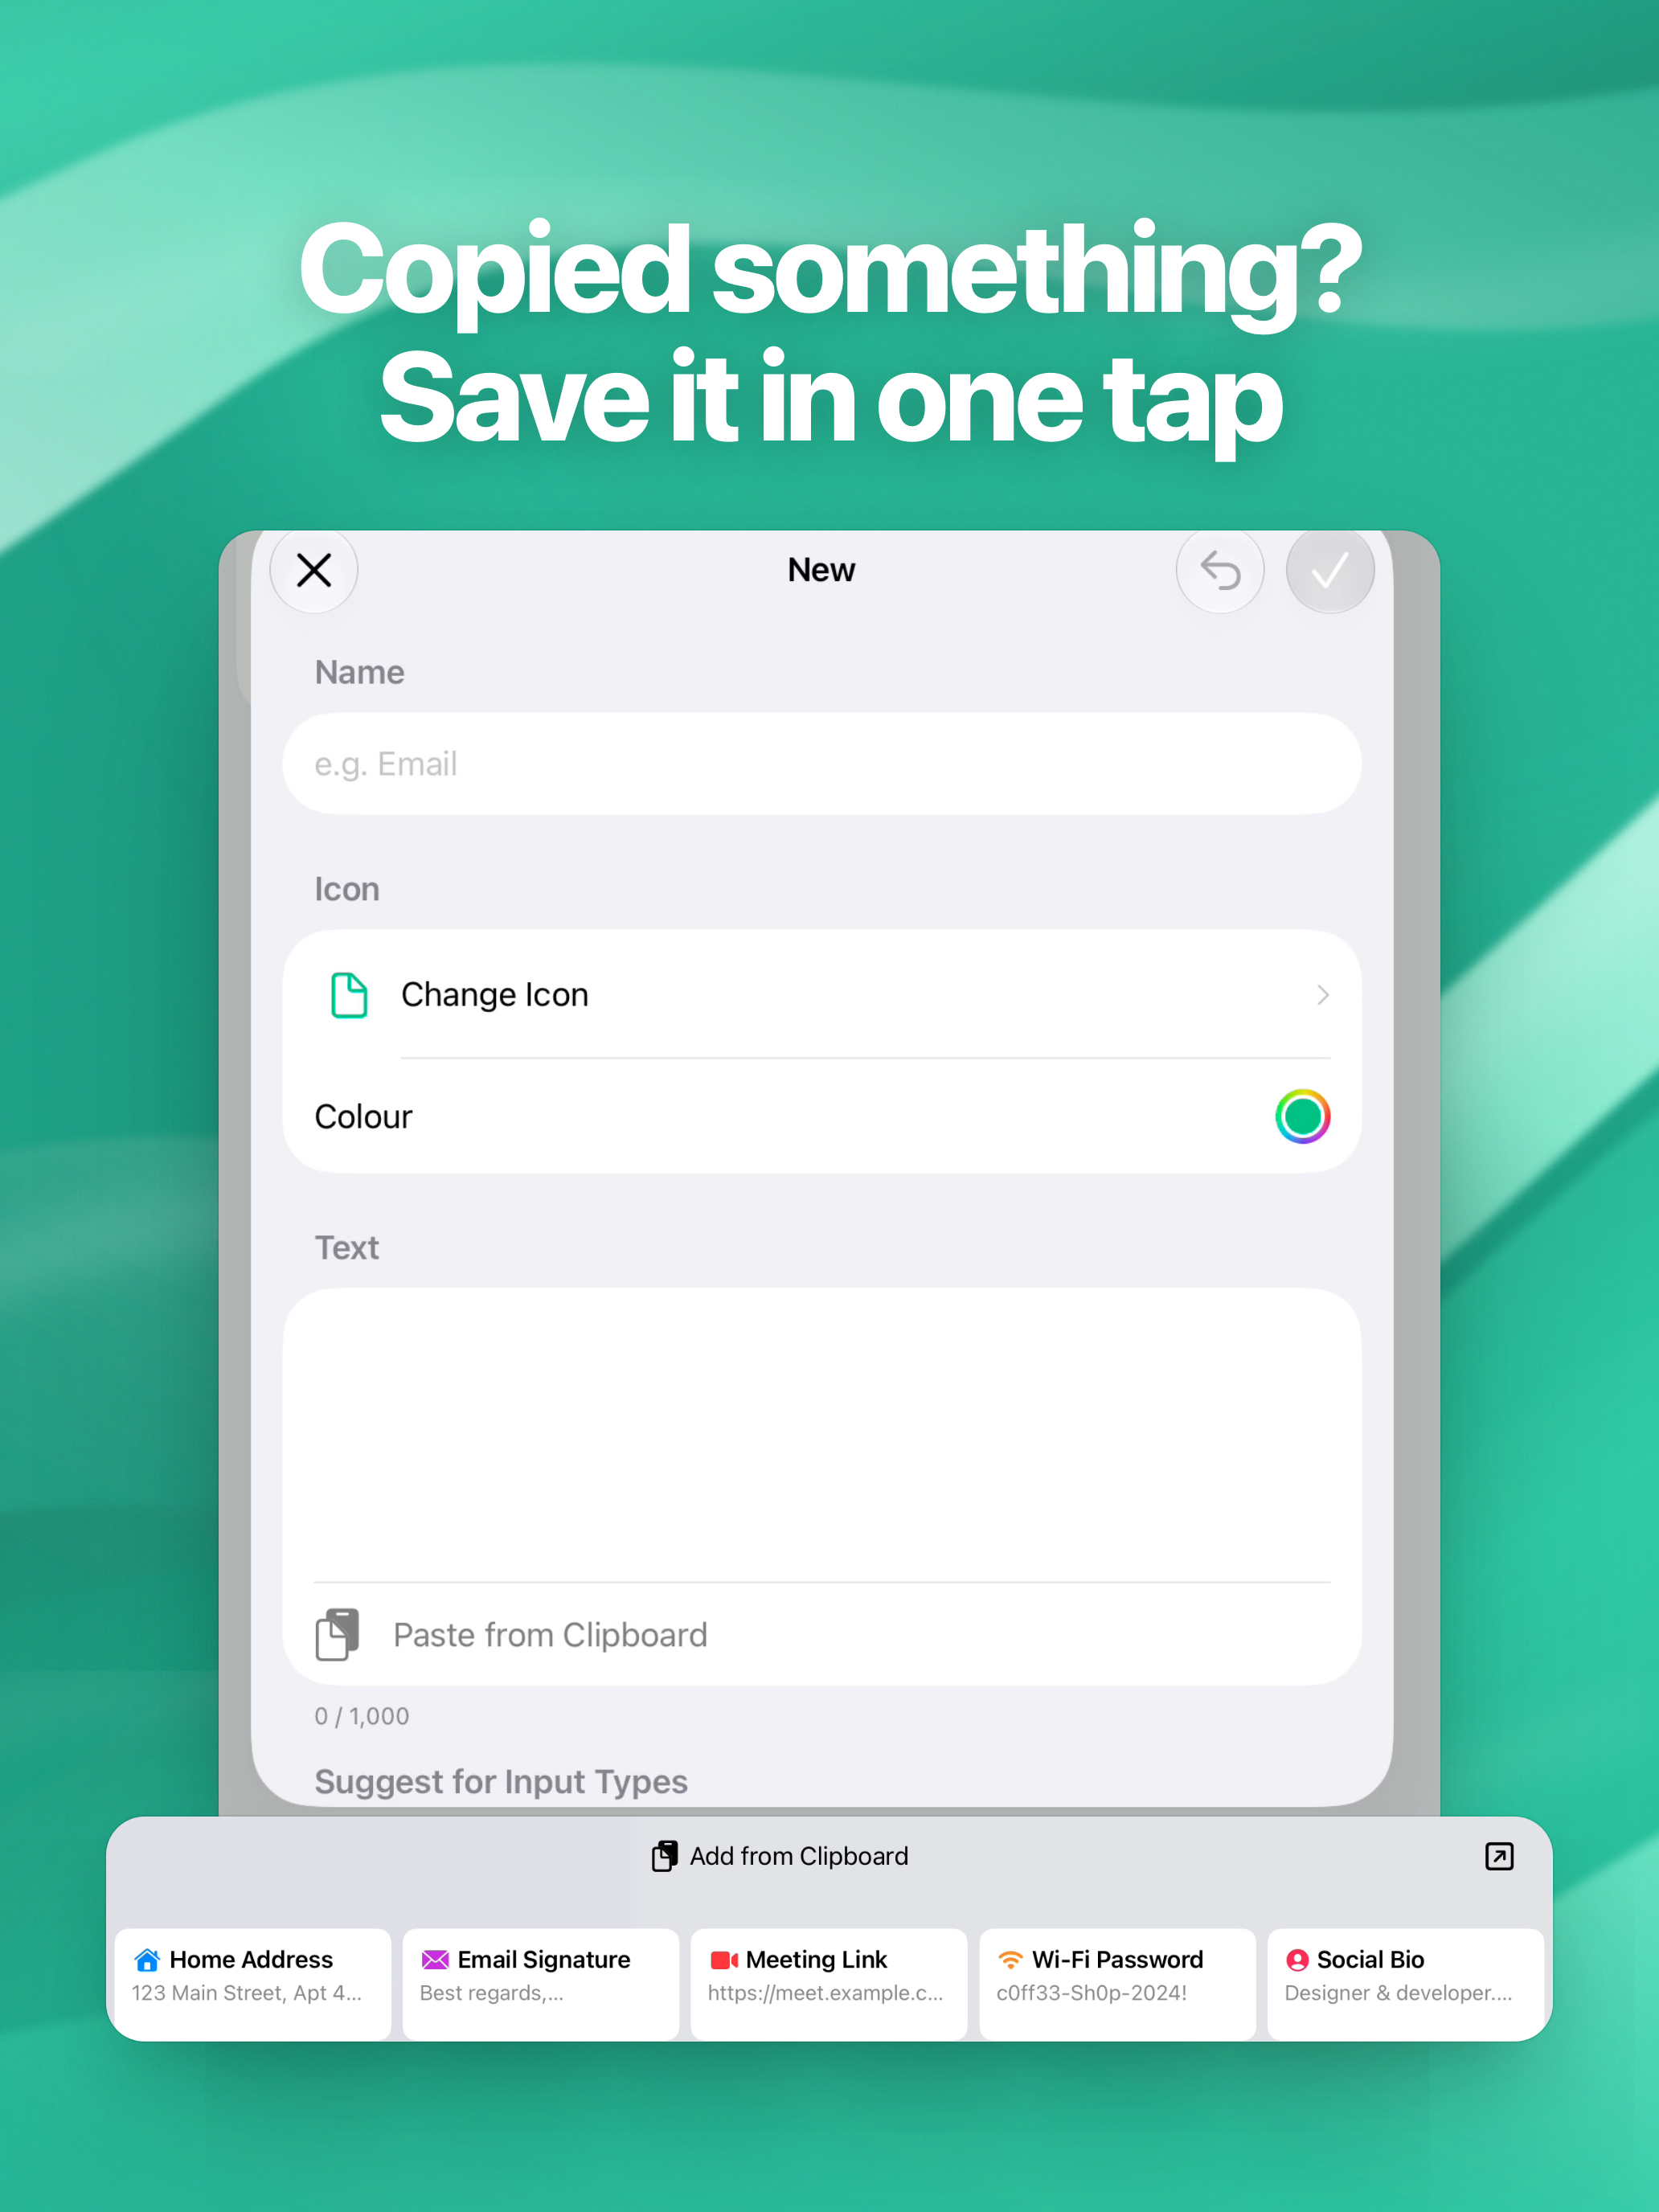 Copied something?
Save it in one tap
New
Name
e.g. Email
Icon
Change Icon
Colour
Text
Paste from Clipboard
0 / 1,000
Suggest for Input Types
Add from Clipboard
Home Address
123 Main Street, Apt 4...
Email Signature
Best regards,...
Meeting Link
https://meet.example.c...
Wi-Fi Password
c0ff33-Sh0p-2024!
Social Bio
Designer & developer....